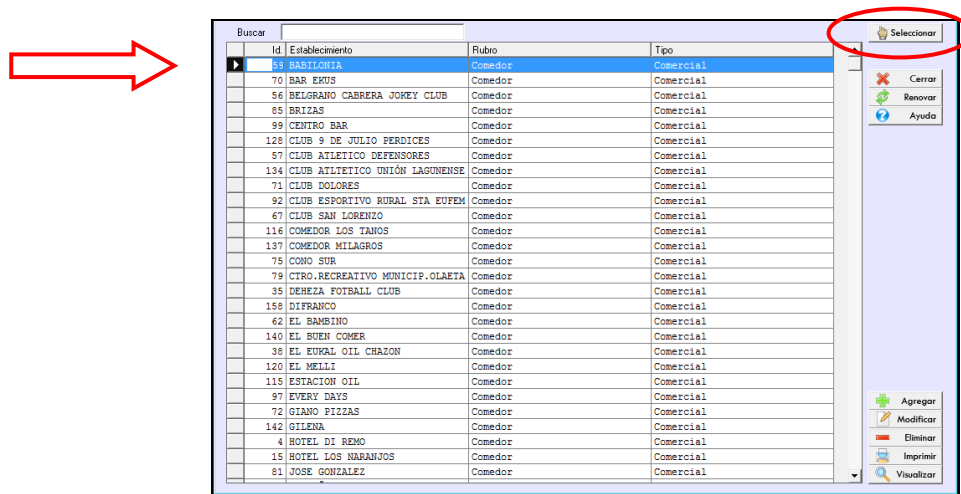 Buscar Seleccionar
Id. Establecimiento Rubro Tipo
59 BABILONIA Comedor Comercial
70 BAR EKUS Comedor Comercial
56 BELGRANO CABRERA JOKEY CLUB Comedor Comercial
85 BRIZAS Comedor Comercial
99 CENTRO BAR Comedor Comercial
128 CLUB 9 DE JULIO PERDICES Comedor Comercial
57 CLUB ATLETICO DEFENSORES Comedor Comercial
134 CLUB ATLTETICO UNIÓN LAGUNENSE Comedor Comercial
71 CLUB DOLORES Comedor Comercial
92 CLUB ESPORTIVO RURAL STA EUFEM Comedor Comercial
67 CLUB SAN LORENZO Comedor Comercial
116 COMEDOR LOS TANOS Comedor Comercial
137 COMEDOR MILAGROS Comedor Comercial
75 CONO SUR Comedor Comercial
79 CTRO.RECREATIVO MUNICIP.OLAETA Comedor Comercial
35 DEHEZA FOTBALL CLUB Comedor Comercial
158 DIFRANCO Comedor Comercial
62 EL BAMBINO Comedor Comercial
140 EL BUEN COMER Comedor Comercial
38 EL EUKAL OIL CHAZON Comedor Comercial
120 EL MELLI Comedor Comercial
115 ESTACION OIL Comedor Comercial
97 EVERY DAYS Comedor Comercial
72 GIANO PIZZAS Comedor Comercial
142 GILENA Comedor Comercial
4 HOTEL DI REMO Comedor Comercial
15 HOTEL LOS NARANJOS Comedor Comercial
81 JOSE GONZALEZ Comedor Comercial
Cerrar
Renovar
Ayuda
Agregar
Modificar
Eliminar
Imprimir
Visualizar